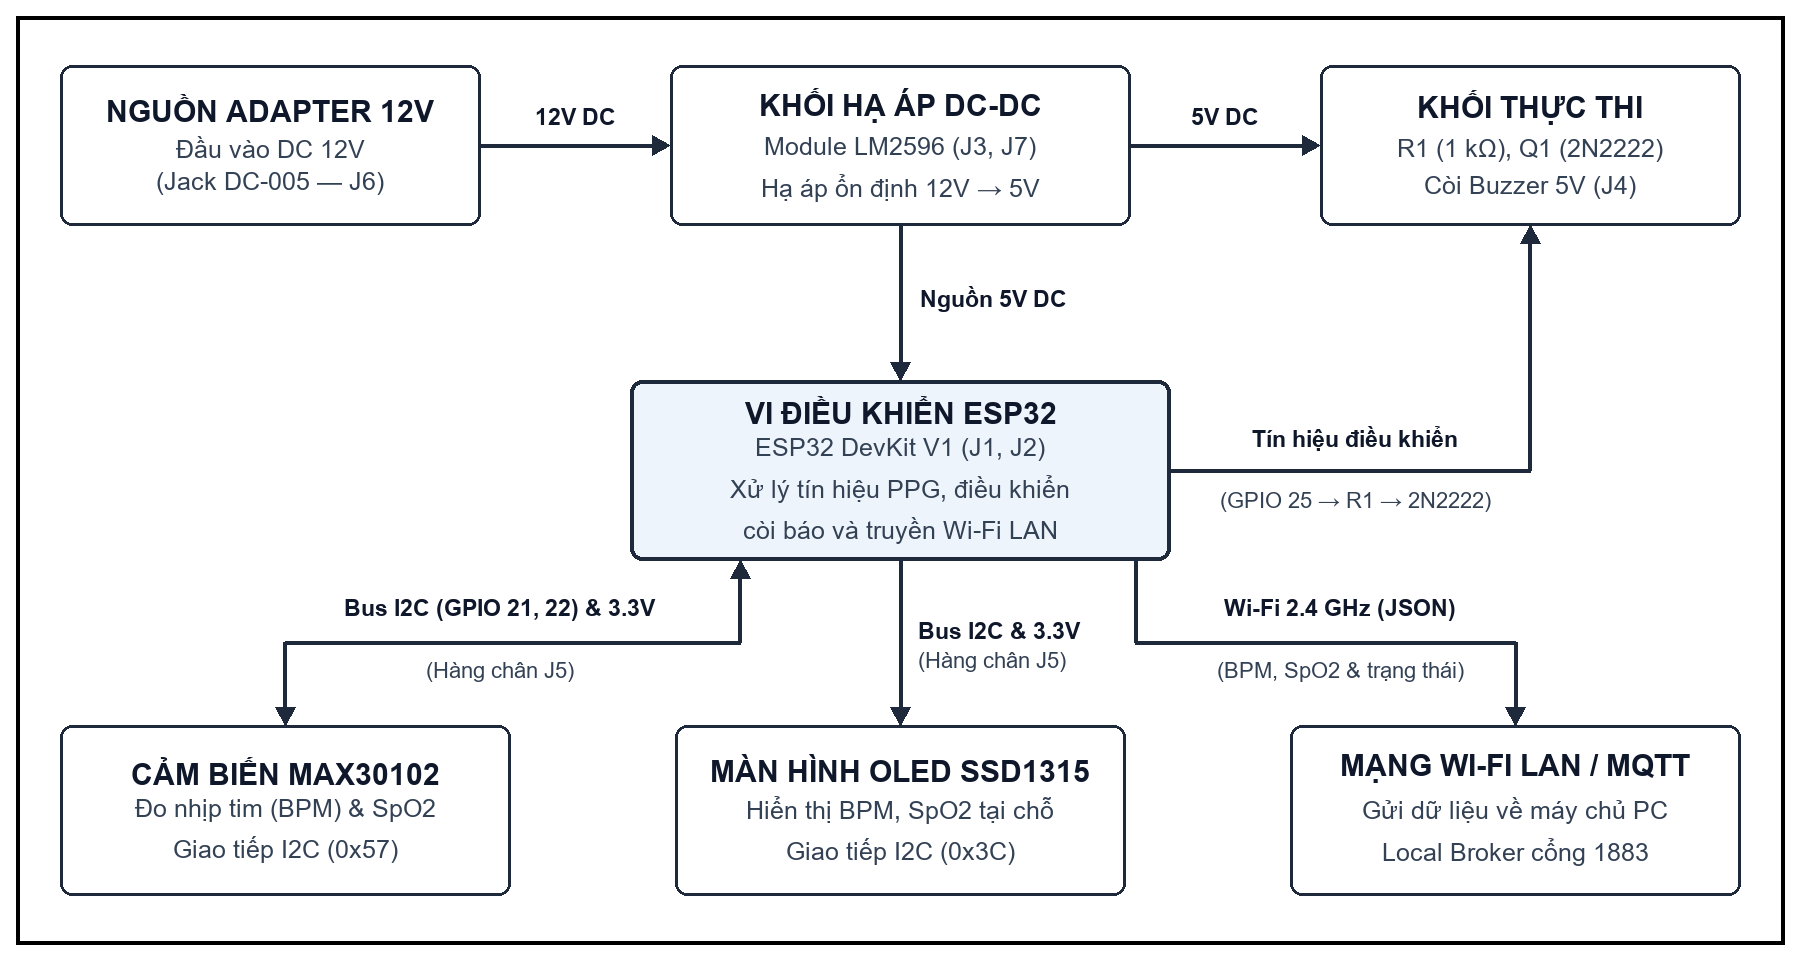 NGUỒN ADAPTER 12V
Đầu vào DC 12V
(Jack DC-005 — J6)
12V DC
KHỐI HẠ ÁP DC-DC
Module LM2596 (J3, J7)
Hạ áp ổn định 12V → 5V
5V DC
KHỐI THỰC THI
R1 (1 kΩ), Q1 (2N2222)
Còi Buzzer 5V (J4)
Nguồn 5V DC
VI ĐIỀU KHIỂN ESP32
ESP32 DevKit V1 (J1, J2)
Xử lý tín hiệu PPG, điều khiển
còi báo và truyền Wi-Fi LAN
Tín hiệu điều khiển
(GPIO 25 → R1 → 2N2222)
Bus I2C (GPIO 21, 22) & 3.3V
(Hàng chân J5)
Bus I2C & 3.3V
(Hàng chân J5)
Wi-Fi 2.4 GHz (JSON)
(BPM, SpO2 & trạng thái)
CẢM BIẾN MAX30102
Đo nhịp tim (BPM) & SpO2
Giao tiếp I2C (0x57)
MÀN HÌNH OLED SSD1315
Hiển thị BPM, SpO2 tại chỗ
Giao tiếp I2C (0x3C)
MẠNG WI-FI LAN / MQTT
Gửi dữ liệu về máy chủ PC
Local Broker cổng 1883